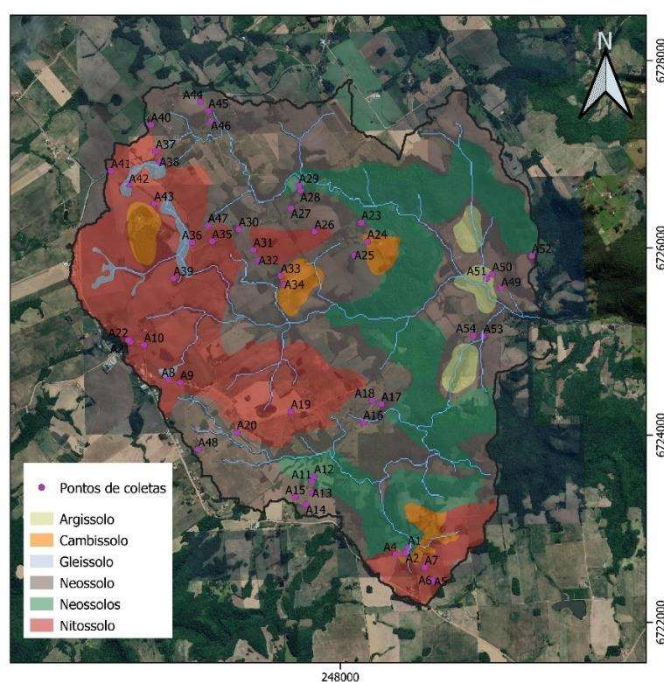 N
6728000
A44
A45
A40
A46
A37
A38
A41
A42
A29
A43
A28
A27
A47
A30
A23
A36
A35
A26
A24
A31
A25
A52
A32
A33
A51
A50
A39
A34
A49
6726000
A22
A10
A54
A53
A8
A9
A18
A17
A19
A16
A20
A48
6724000
A12
A11
A15
A13
A14
A1
A4
A2
A7
A6
A5
6722000
Pontos de coletas
Argissolo
Cambissolo
Gleissolo
Neossolo
Neossolos
Nitossolo
248000